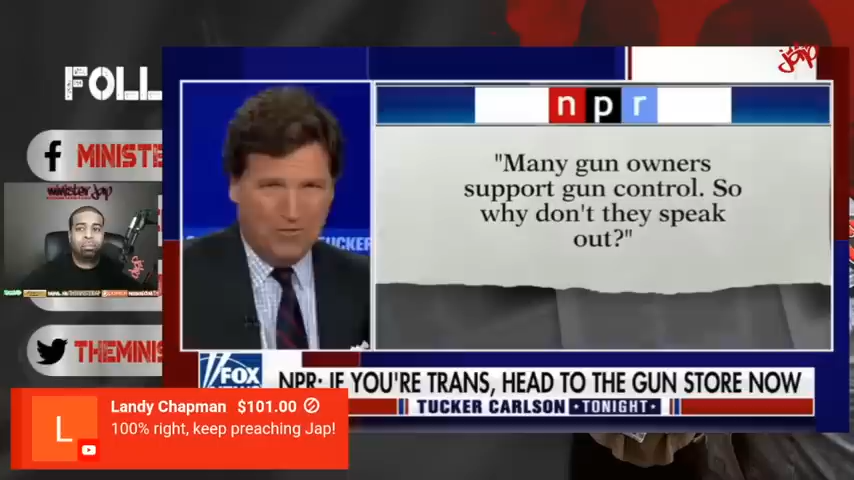 FOLL
jap
npr
"Many gun owners
support gun control. So
why don't they speak
out?"
f MINISTE
minister jap
TUCKER
THEMINIS
FOX
NPR: IF YOU'RE TRANS, HEAD TO THE GUN STORE NOW
TUCKER CARLSON TONIGHT
L
Landy Chapman $101.00
100% right, keep preaching Jap!